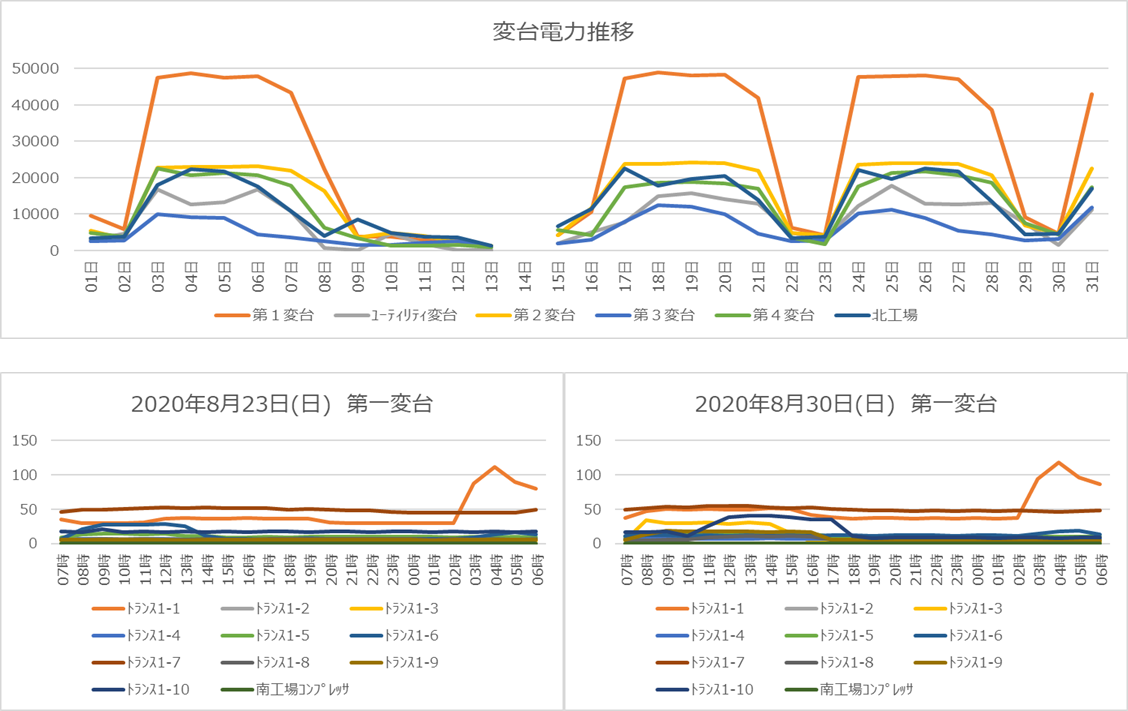 変台電力推移
50000
40000
30000
20000
10000
0
01日 02日 03日 04日 05日 06日 07日 08日 09日 10日 11日 12日 13日 14日 15日 16日 17日 18日 19日 20日 21日 22日 23日 24日 25日 26日 27日 28日 29日 30日 31日
第１変台 ﾕｰﾃｨﾘﾃｨ変台 第２変台 第３変台 第４変台 北工場
2020年8月23日(日) 第一変台
150
100
50
0
07時 08時 09時 10時 11時 12時 13時 14時 15時 16時 17時 18時 19時 20時 21時 22時 23時 00時 01時 02時 03時 04時 05時 06時
ﾄﾗﾝｽ1-1 ﾄﾗﾝｽ1-2 ﾄﾗﾝｽ1-3
ﾄﾗﾝｽ1-4 ﾄﾗﾝｽ1-5 ﾄﾗﾝｽ1-6
ﾄﾗﾝｽ1-7 ﾄﾗﾝｽ1-8 ﾄﾗﾝｽ1-9
ﾄﾗﾝｽ1-10 南工場ｺﾝﾌﾟﾚｯｻ
2020年8月30日(日) 第一変台
150
100
50
0
07時 08時 09時 10時 11時 12時 13時 14時 15時 16時 17時 18時 19時 20時 21時 22時 23時 00時 01時 02時 03時 04時 05時 06時
ﾄﾗﾝｽ1-1 ﾄﾗﾝｽ1-2 ﾄﾗﾝｽ1-3
ﾄﾗﾝｽ1-4 ﾄﾗﾝｽ1-5 ﾄﾗﾝｽ1-6
ﾄﾗﾝｽ1-7 ﾄﾗﾝｽ1-8 ﾄﾗﾝｽ1-9
ﾄﾗﾝｽ1-10 南工場ｺﾝﾌﾟﾚｯｻ